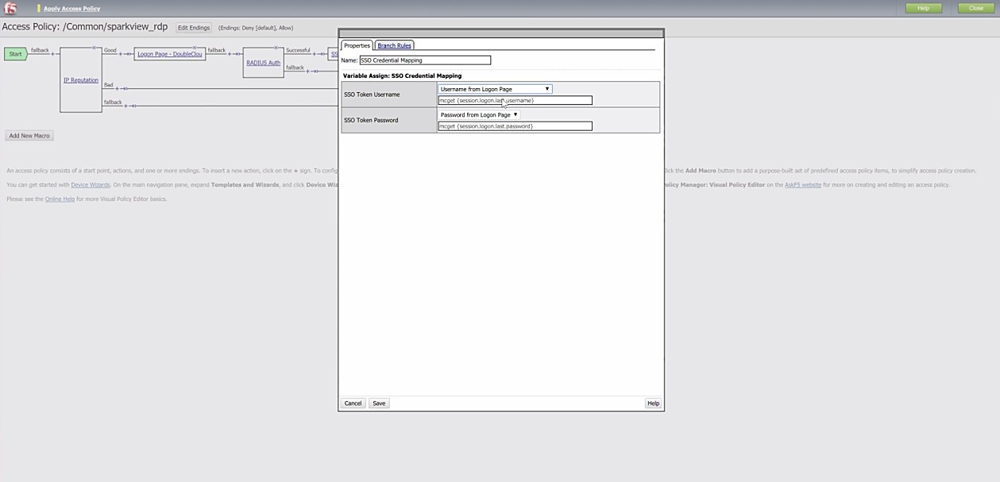 f5
Apply Access Policy
Help
Close
Access Policy: /Common/sparkview_rdp
Edit Endings
(Endings: Deny [default], Allow)
Start
fallback
+
IP Reputation
Good
+
Logon Page - DoubleClou
fallback
+
RADIUS Auth
Successful
+
SS
fallback
+
Bad
+
fallback
+
Add New Macro
An access policy consists of a start point, actions, and one or more endings. To insert a new action, click on the + sign. To config
lick the Add Macro button to add a purpose-built set of predefined access policy items, to simplify access policy creation.
You can get started with Device Wizards. On the main navigation pane, expand Templates and Wizards, and click Device Wiz
olicy Manager: Visual Policy Editor on the AskF5 website for more on creating and editing an access policy.
Please see the Online Help for more Visual Policy Editor basics.
Properties
Branch Rules
Name:
SSO Credential Mapping
Variable Assign: SSO Credential Mapping
SSO Token Username
Username from Logon Page
mcget {session.logon.last.username}
SSO Token Password
Password from Logon Page
mcget {session.logon.last.password}
Cancel
Save
Help